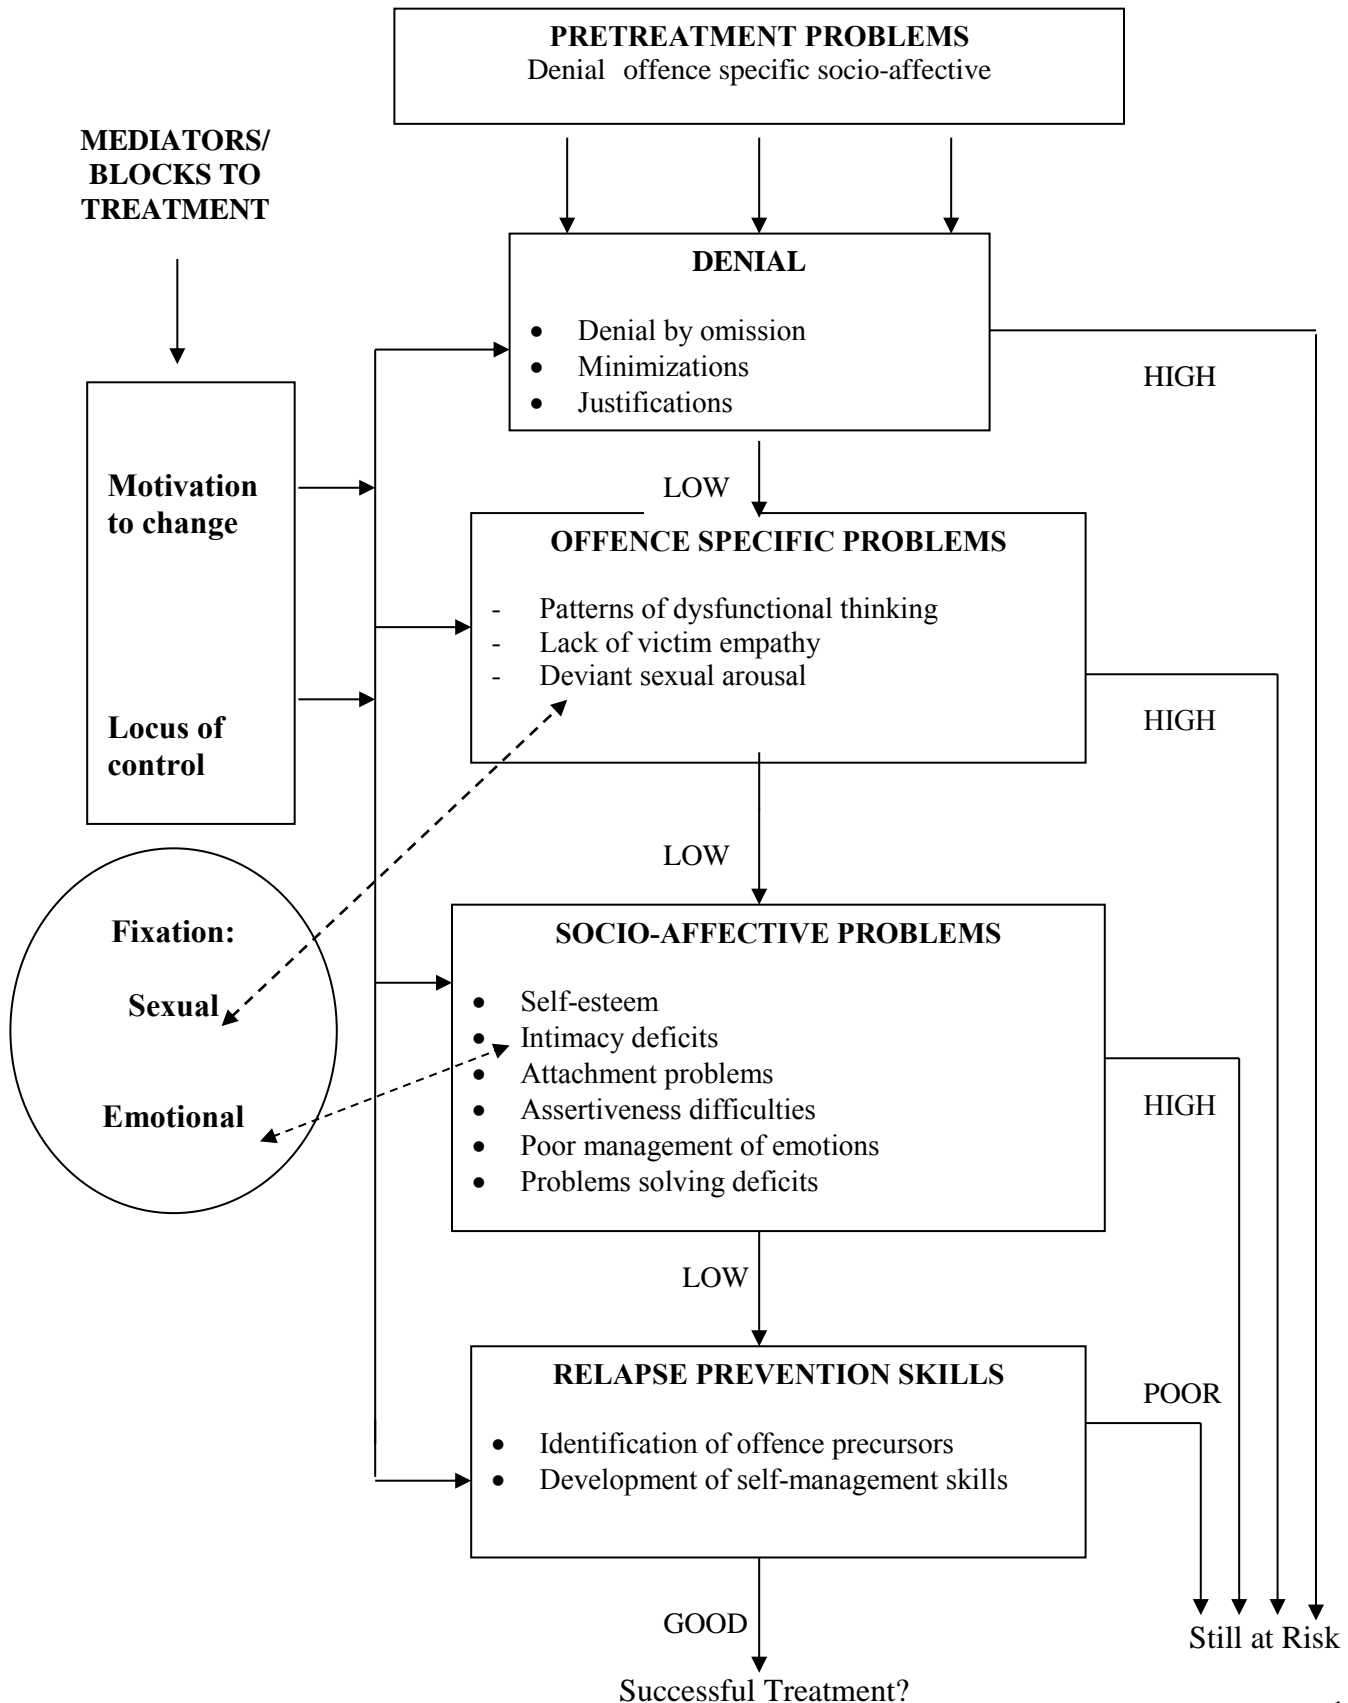 PRETREATMENT PROBLEMS
Denial offence specific socio-affective
MEDIATORS/
BLOCKS TO
TREATMENT
DENIAL
• Denial by omission
• Minimizations
• Justifications
HIGH
Motivation
to change
LOW
OFFENCE SPECIFIC PROBLEMS
- Patterns of dysfunctional thinking
- Lack of victim empathy
- Deviant sexual arousal
HIGH
Locus of
control
LOW
Fixation:
Sexual
Emotional
SOCIO-AFFECTIVE PROBLEMS
• Self-esteem
• Intimacy deficits
• Attachment problems
• Assertiveness difficulties
• Poor management of emotions
• Problems solving deficits
HIGH
LOW
RELAPSE PREVENTION SKILLS
• Identification of offence precursors
• Development of self-management skills
POOR
GOOD
Still at Risk
Successful Treatment?